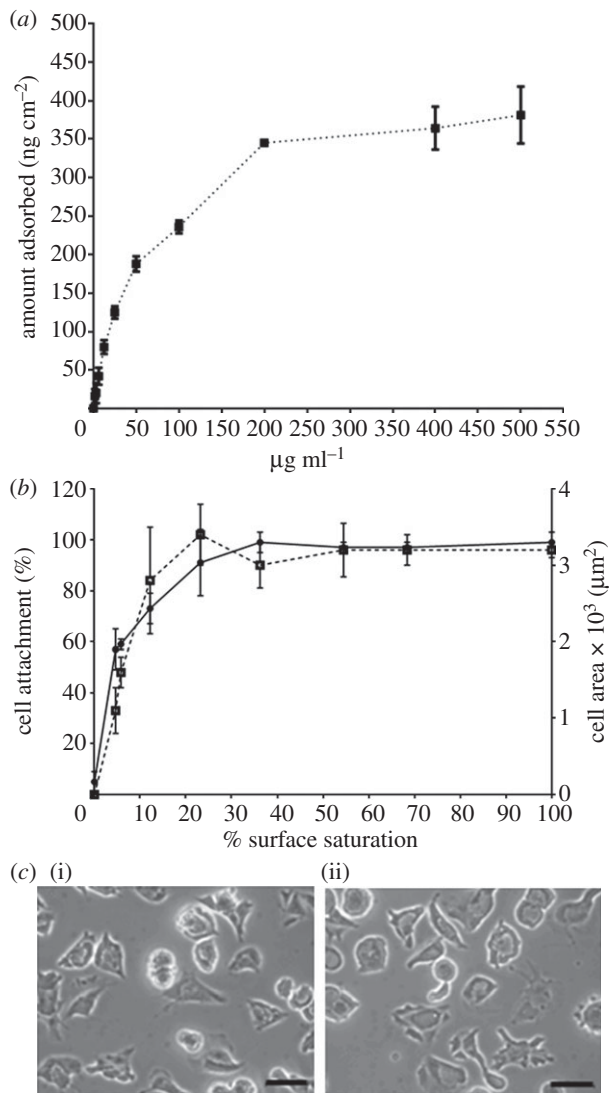 (a)
500
450
400
350
300
250
200
150
100
50
0
amount adsorbed (ng cm⁻²)
50 100 150 200 250 300 350 400 450 500 550
µg ml⁻¹
(b)
120
100
80
60
40
20
0
cell attachment (%)
4
3
2
1
0
cell area × 10³ (µm²)
10 20 30 40 50 60 70 80 90 100
% surface saturation
(c) (i) (ii)